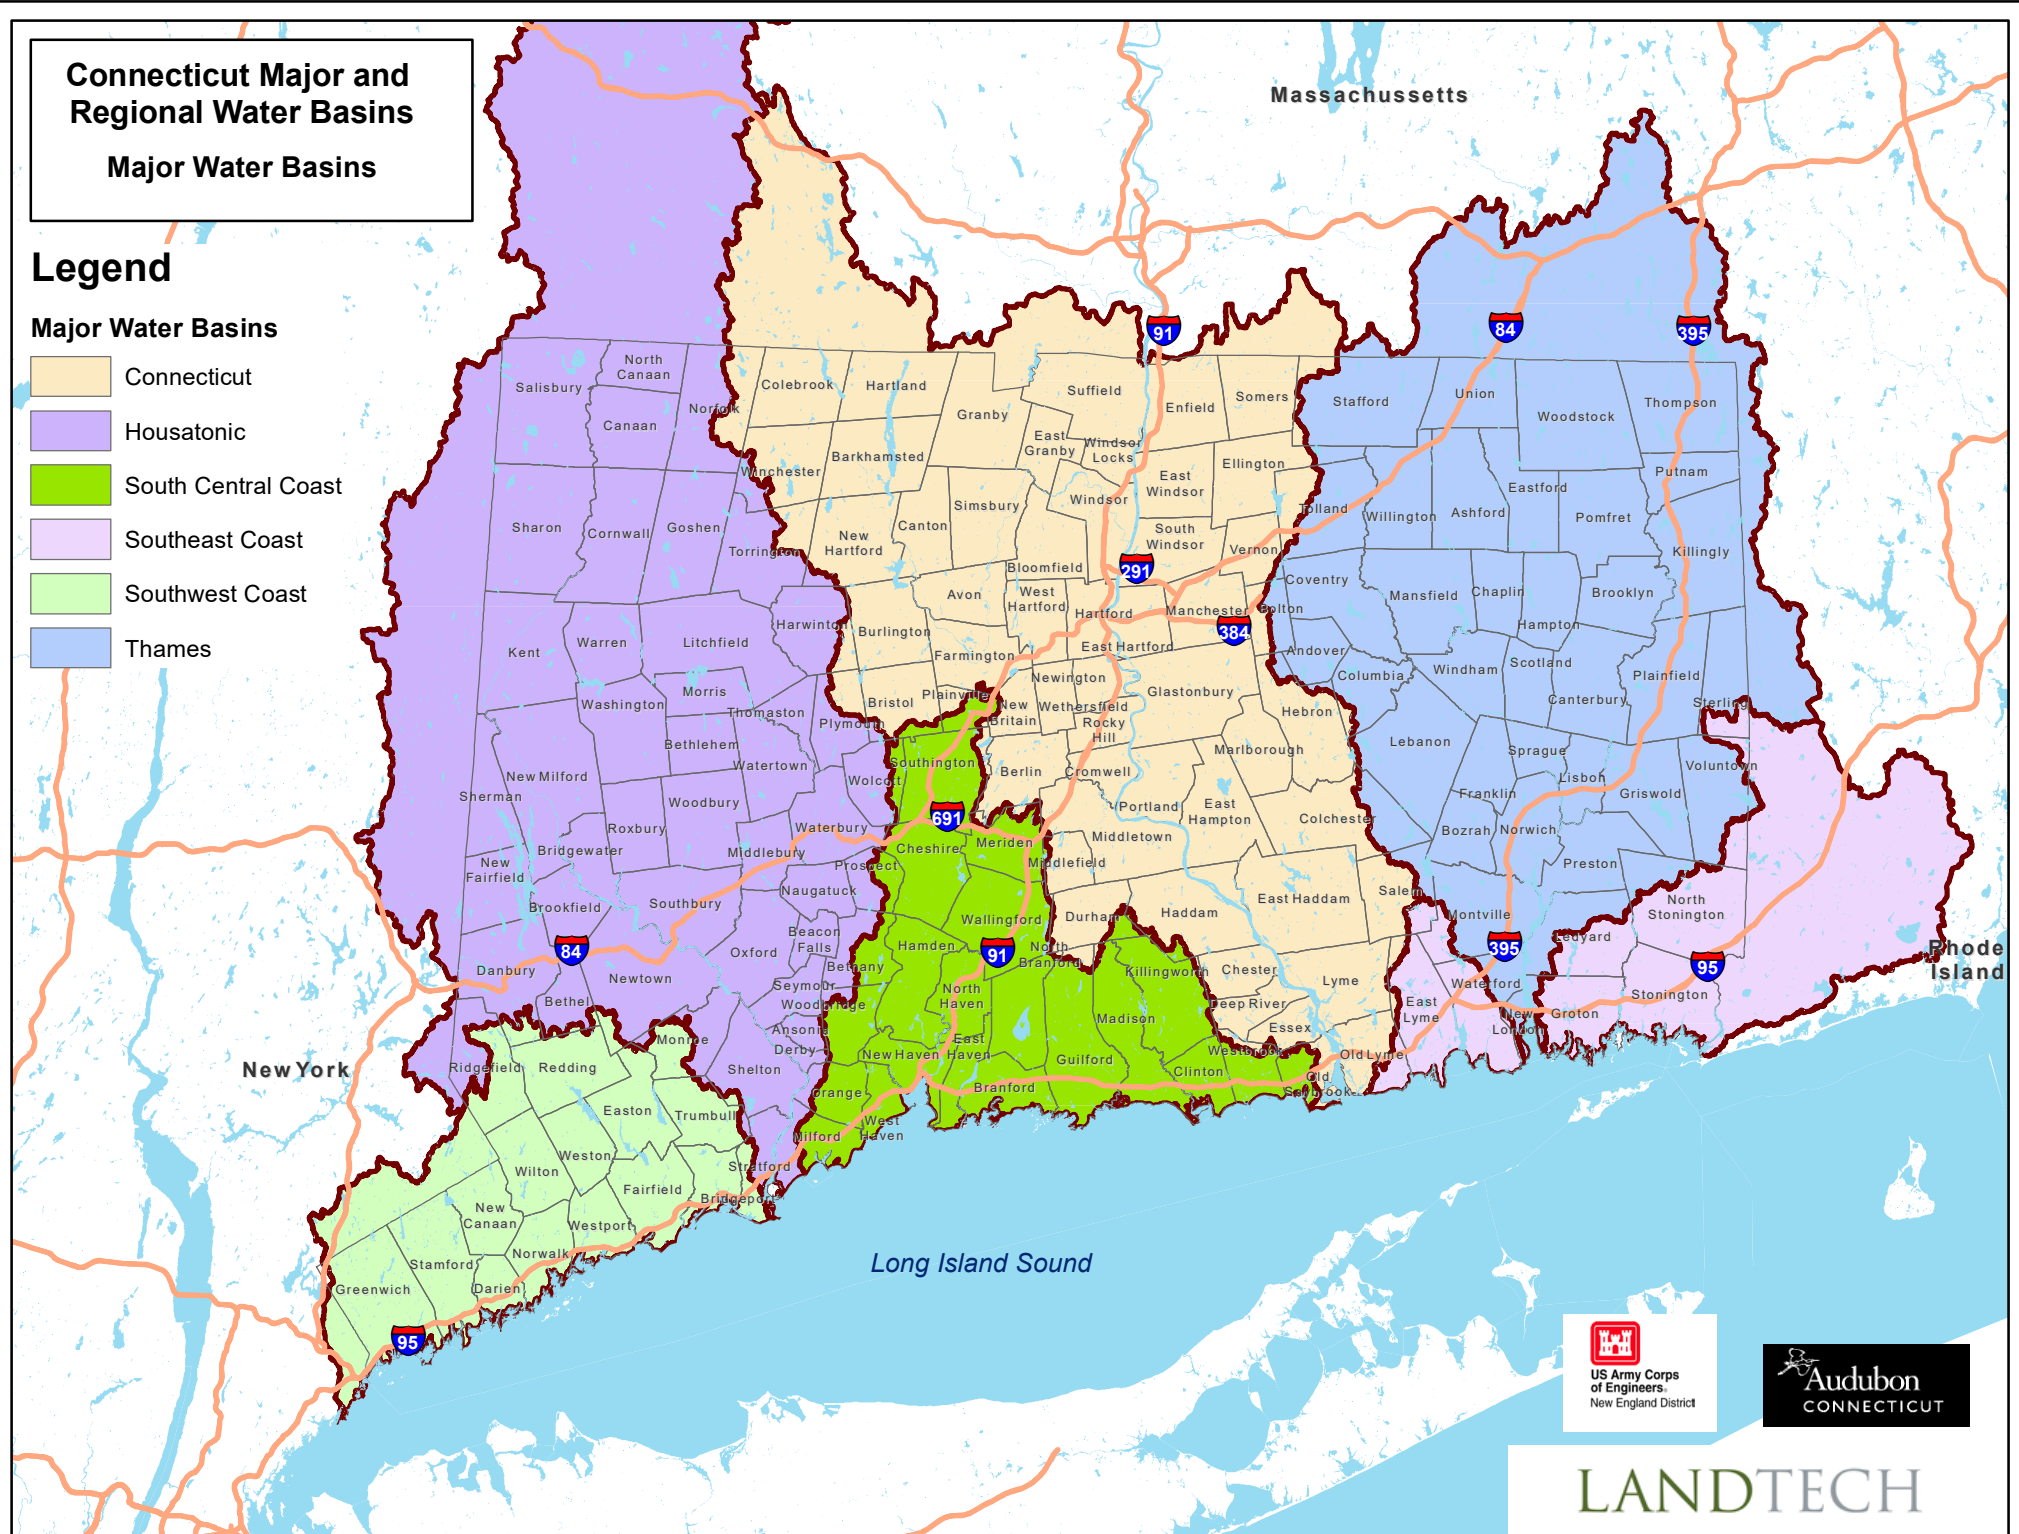 Connecticut Major and
Regional Water Basins
Major Water Basins
Legend
Major Water Basins
Connecticut
Housatonic
South Central Coast
Southeast Coast
Southwest Coast
Thames
Massachussetts
New York
Rhode
Island
Long Island Sound
91
84
395
291
384
691
84
91
395
95
95
Salisbury
North
Canaan
Canaan
Norfolk
Colebrook
Hartland
Granby
Suffield
Enfield
Somers
Stafford
Union
Woodstock
Thompson
East
Granby
Windsor
Locks
Winchester
Barkhamsted
Ellington
East
Windsor
Putnam
Eastford
Simsbury
Windsor
Tolland
Willington
Ashford
Pomfret
Sharon
Cornwall
Goshen
Canton
New
Hartford
South
Windsor
Vernon
Torrington
Killingly
Bloomfield
Coventry
Avon
West
Hartford
Mansfield
Chaplin
Brooklyn
Hartford
Manchester
Bolton
Harwinton
Burlington
Hampton
Kent
Warren
Litchfield
Farmington
East Hartford
Andover
Columbia
Windham
Scotland
Plainfield
Newington
Morris
Washington
Bristol
Plainville
New
Britain
Wethersfield
Glastonbury
Canterbury
Sterling
Thomaston
Plymouth
Rocky
Hill
Hebron
Bethlehem
Lebanon
Sprague
Marlborough
Watertown
Southington
Voluntown
New Milford
Wolcott
Berlin
Cromwell
Lisbon
Sherman
Woodbury
Franklin
Griswold
Portland
East
Hampton
Colchester
Roxbury
Waterbury
Bozrah
Norwich
Middletown
Bridgewater
Middlebury
Cheshire
Meriden
New
Fairfield
Prospect
Middlefield
Preston
Naugatuck
Salem
Brookfield
Southbury
East Haddam
North
Stonington
Wallingford
Durham
Haddam
Montville
Beacon
Falls
Hamden
Ledyard
Oxford
North
Branford
Danbury
Newtown
Bethany
Killingworth
Chester
Lyme
Waterford
Seymour
Stonington
Bethel
Woodbridge
North
Haven
Deep River
East
Lyme
New
London
Groton
Madison
Ansonia
Essex
Monroe
Derby
New Haven
East
Haven
Westbrook
Old Lyme
Ridgefield
Redding
Shelton
Guilford
Clinton
Old
Saybrook
Orange
Branford
Easton
Trumbull
Milford
West
Haven
Weston
Wilton
Stratford
Fairfield
Bridgeport
New
Canaan
Westport
Norwalk
Stamford
Greenwich
Darien
US Army Corps
of Engineers®
New England District
Audubon
CONNECTICUT
LANDTECH